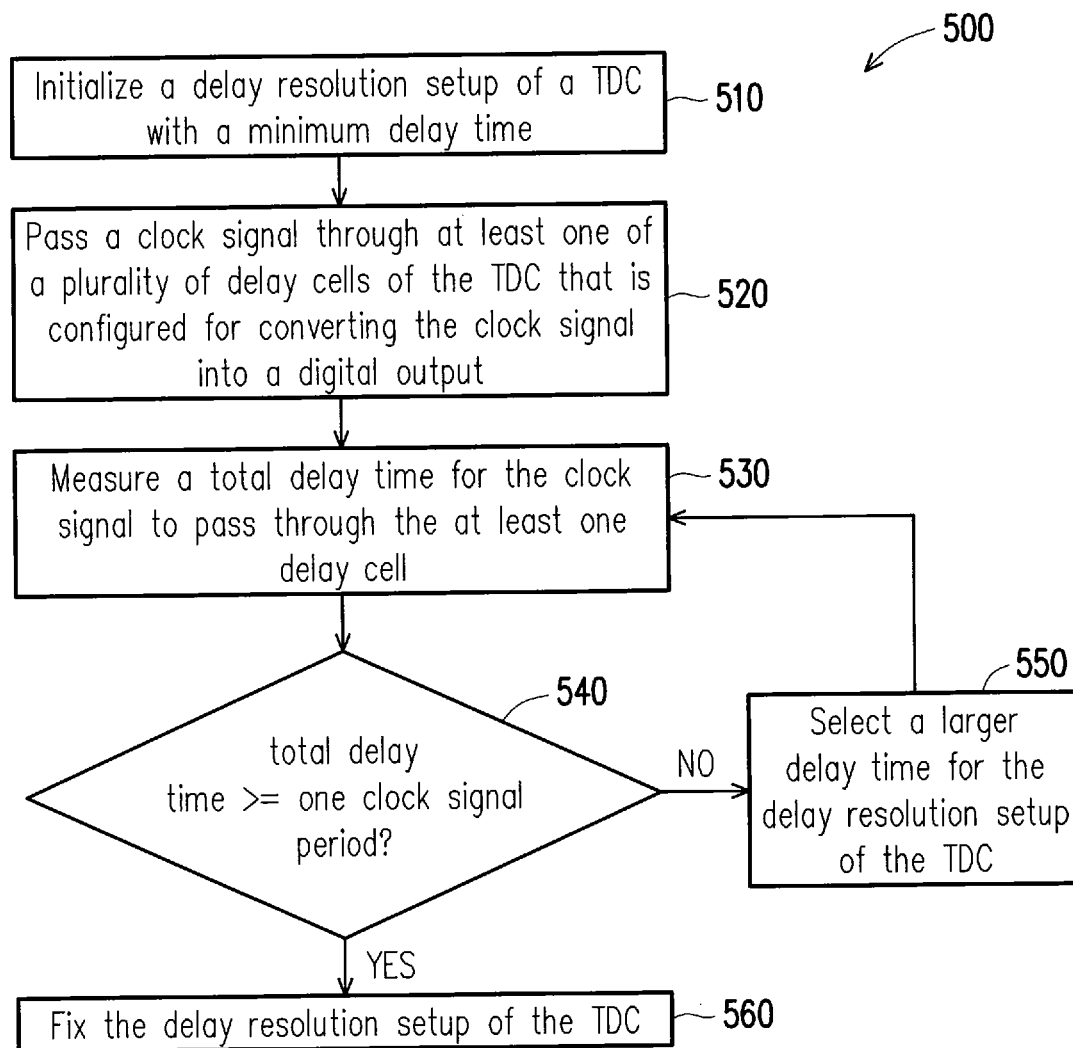 500
Initialize a delay resolution setup of a TDC
with a minimum delay time
510
Pass a clock signal through at least one of
a plurality of delay cells of the TDC that is
configured for converting the clock signal
into a digital output
520
Measure a total delay time for the clock
signal to pass through the at least one
delay cell
530
total delay
time >= one clock signal
period?
540
NO
550
Select a larger
delay time for the
delay resolution setup
of the TDC
YES
Fix the delay resolution setup of the TDC
560